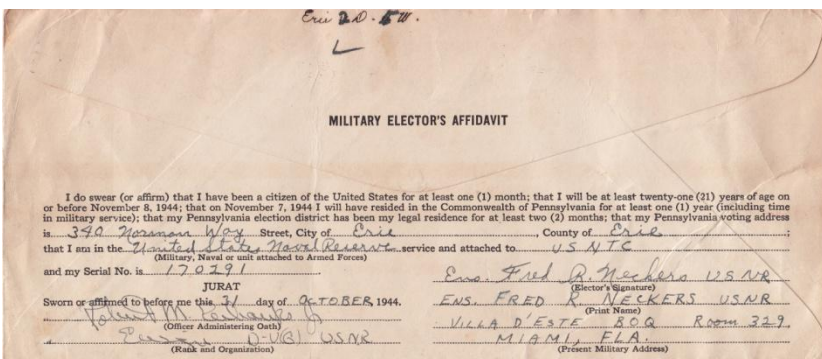 Erie 2D. 5W.
MILITARY ELECTOR'S AFFIDAVIT
I do swear (or affirm) that I have been a citizen of the United States for at least one (1) month; that I will be at least twenty-one (21) years of age on
or before November 8, 1944; that on November 7, 1944 I will have resided in the Commonwealth of Pennsylvania for at least one (1) year (including time
in military service); that my Pennsylvania election district has been my legal residence for at least two (2) months; that my Pennsylvania voting address
is 340 Norman Way Street, City of Erie, County of Erie;
that I am in the United States Naval Reserve service and attached to USNTC
(Military, Naval or unit attached to Armed Forces)
and my Serial No. is 170291.
Ens. Fred R. Neckers USNR
JURAT
(Elector's Signature)
Sworn or affirmed to before me this 31 day of OCTOBER, 1944.
ENS. FRED R NECKERS USNR
(Print Name)
Robert M. Jr
(Officer Administering Oath)
VILLA D'ESTE BOQ Room 329
Ensign D-V(G) USNR
MIAMI, FLA.
(Rank and Organization)
(Present Military Address)